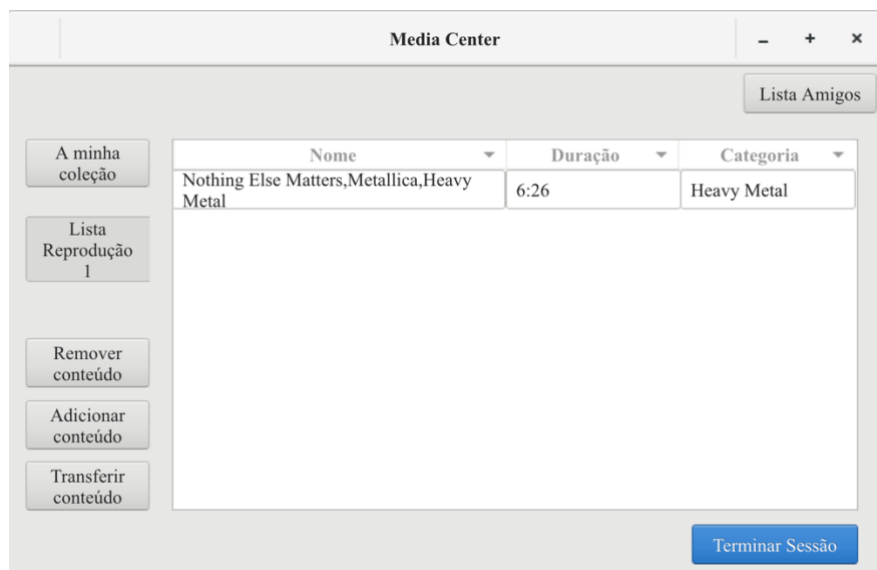 Media Center
Lista Amigos
A minha
coleção
Nome
Duração
Categoria
Nothing Else Matters,Metallica,Heavy
Metal
6:26
Heavy Metal
Lista
Reprodução
1
Remover
conteúdo
Adicionar
conteúdo
Transferir
conteúdo
Terminar Sessão